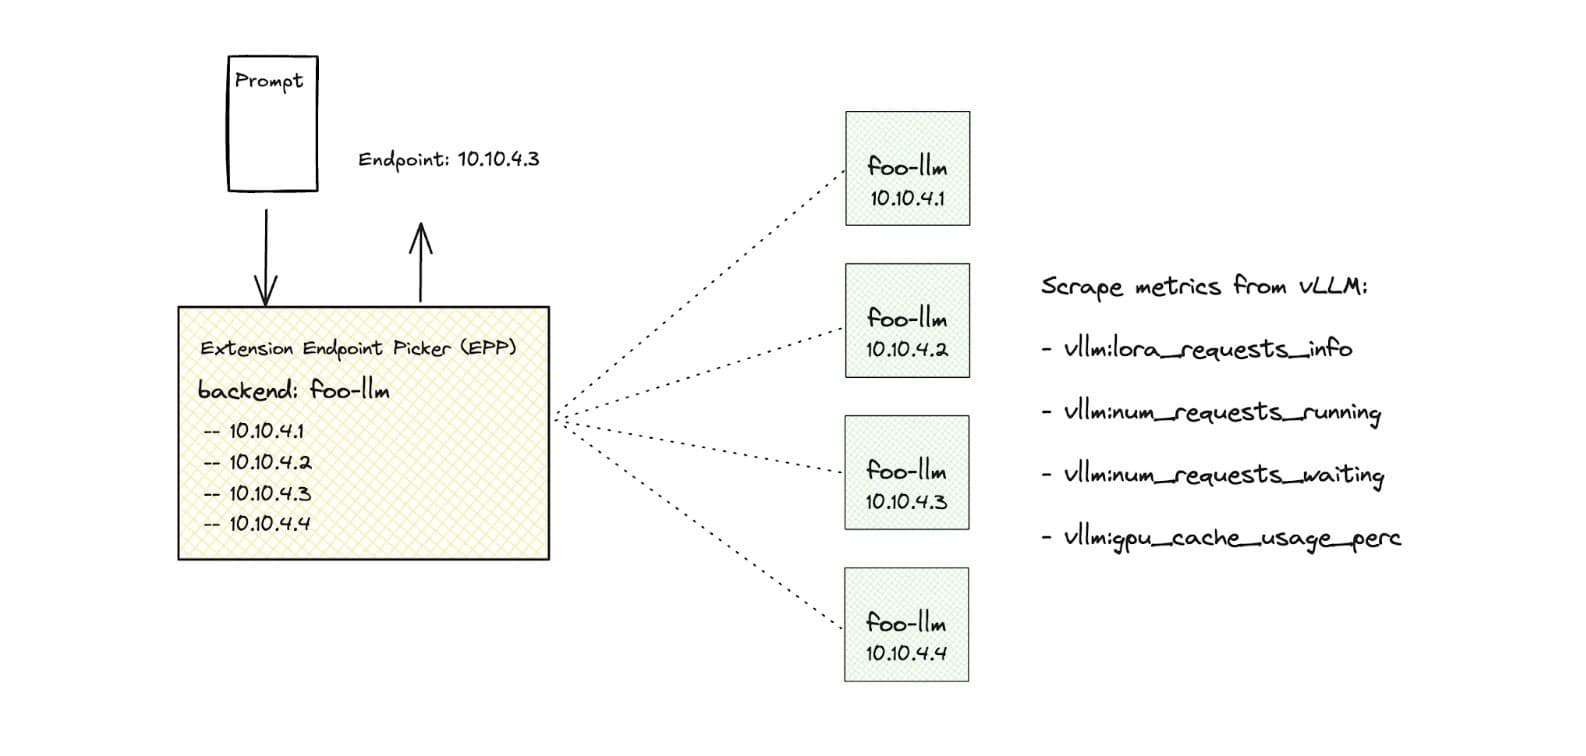 Prompt
Endpoint: 10.10.4.3
Extension Endpoint Picker (EPP)
backend: foo-llm
-- 10.10.4.1
-- 10.10.4.2
-- 10.10.4.3
-- 10.10.4.4
foo-llm
10.10.4.1
foo-llm
10.10.4.2
foo-llm
10.10.4.3
foo-llm
10.10.4.4
Scrape metrics from vLLM:
- vllm:lora_requests_info
- vllm:num_requests_running
- vllm:num_requests_waiting
- vllm:gpu_cache_usage_perc